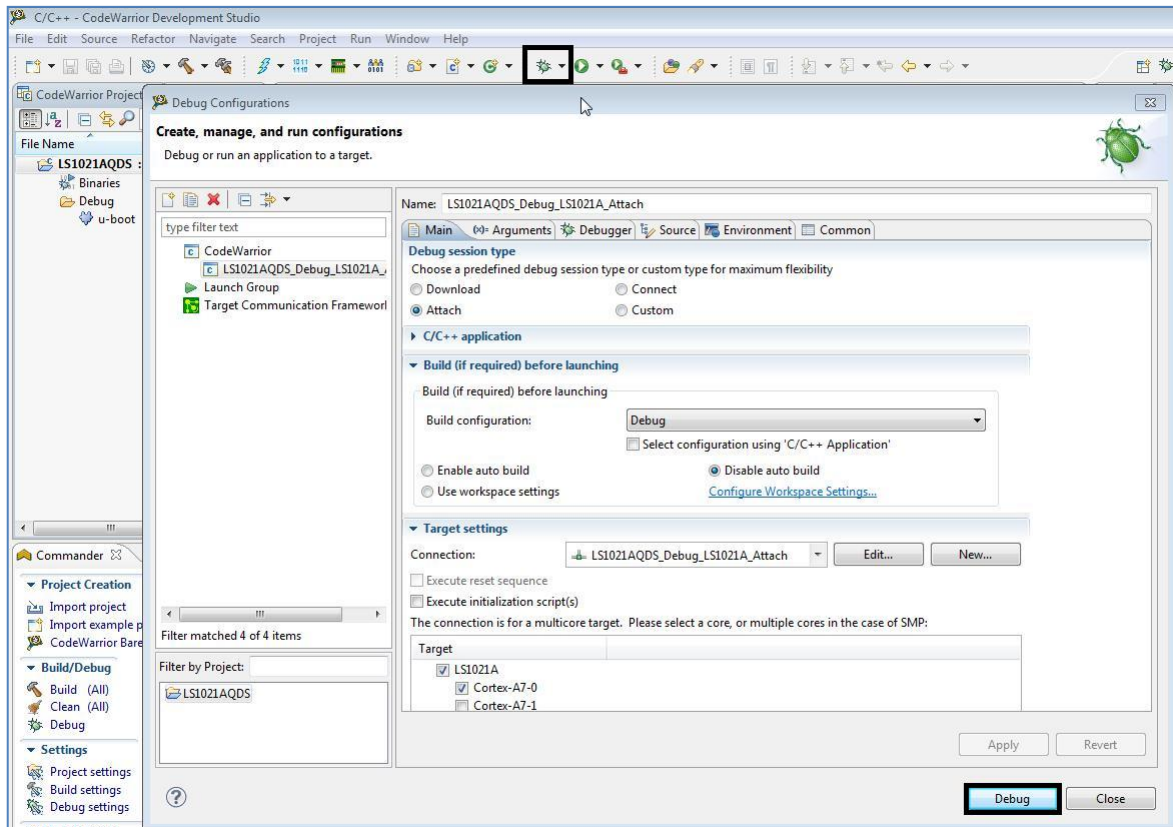 C/C++ - CodeWarrior Development Studio
File Edit Source Refactor Navigate Search Project Run Window Help
CodeWarrior Project
File Name
LS1021AQDS :
Binaries
Debug
u-boot
Debug Configurations
Create, manage, and run configurations
Debug or run an application to a target.
type filter text
CodeWarrior
LS1021AQDS_Debug_LS1021A_
Launch Group
Target Communication Framework
Filter matched 4 of 4 items
Filter by Project:
LS1021AQDS
Name: LS1021AQDS_Debug_LS1021A_Attach
Main (x)= Arguments Debugger Source Environment Common
Debug session type
Choose a predefined debug session type or custom type for maximum flexibility
Download Connect
Attach Custom
C/C++ application
Build (if required) before launching
Build (if required) before launching
Build configuration: Debug
Select configuration using 'C/C++ Application'
Enable auto build Disable auto build
Use workspace settings Configure Workspace Settings...
Target settings
Connection: LS1021AQDS_Debug_LS1021A_Attach Edit... New...
Execute reset sequence
Execute initialization script(s)
The connection is for a multicore target. Please select a core, or multiple cores in the case of SMP:
Target
LS1021A
Cortex-A7-0
Cortex-A7-1
Apply Revert
Debug Close
Commander
Project Creation
Import project
Import example p
CodeWarrior Bare
Build/Debug
Build (All)
Clean (All)
Debug
Settings
Project settings
Build settings
Debug settings